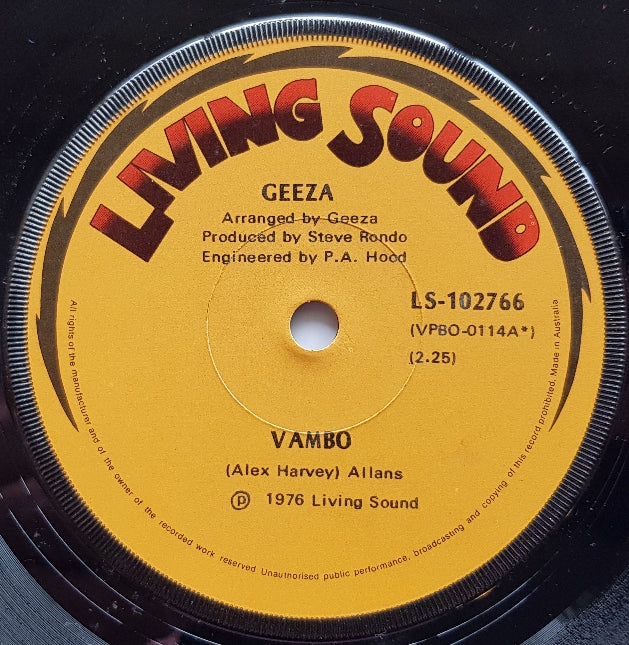 LIVING SOUND
GEEZA
Arranged by Geeza
Produced by Steve Rondo
Engineered by P.A. Hood
LS-102766
(VPBO-0114A*)
(2.25)
VAMBO
(Alex Harvey) Allans
℗ 1976 Living Sound
All rights of the manufacturer and of the owner of the recorded work reserved Unauthorised public performance, broadcasting and copying of this record prohibited. Made in Australia